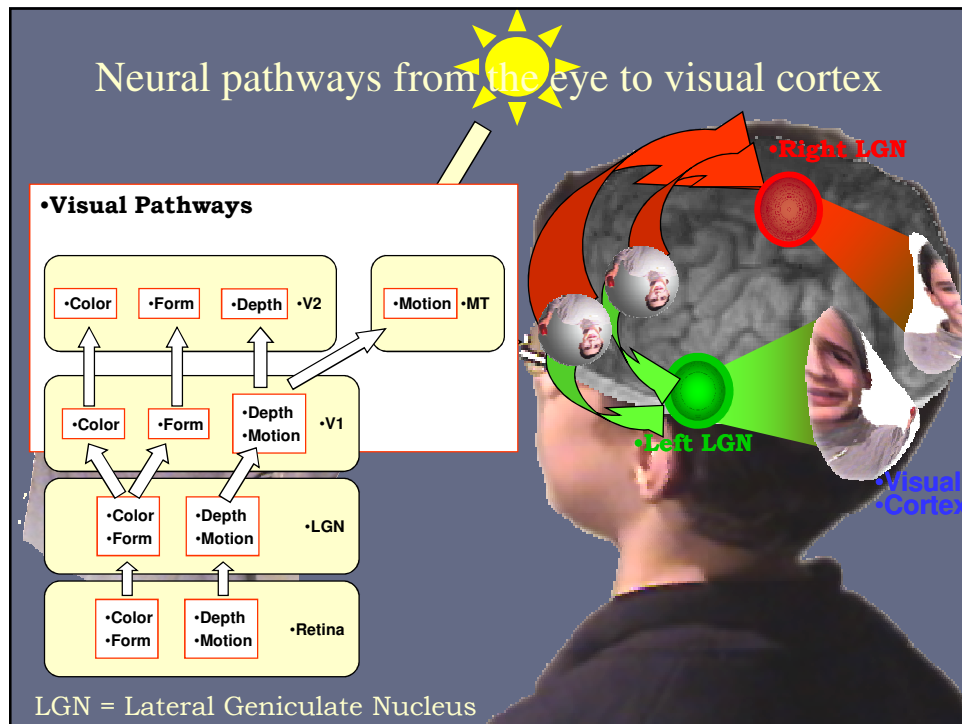 Neural pathways from the eye to visual cortex
•Visual Pathways
•Color •Form •Depth •V2
•Motion •MT
•Color •Form •Depth
•Motion •V1
•Color
•Form
•Depth
•Motion
•LGN
•Color
•Form
•Depth
•Motion
•Retina
LGN = Lateral Geniculate Nucleus
•Right LGN
•Left LGN
•Visual
•Cortex